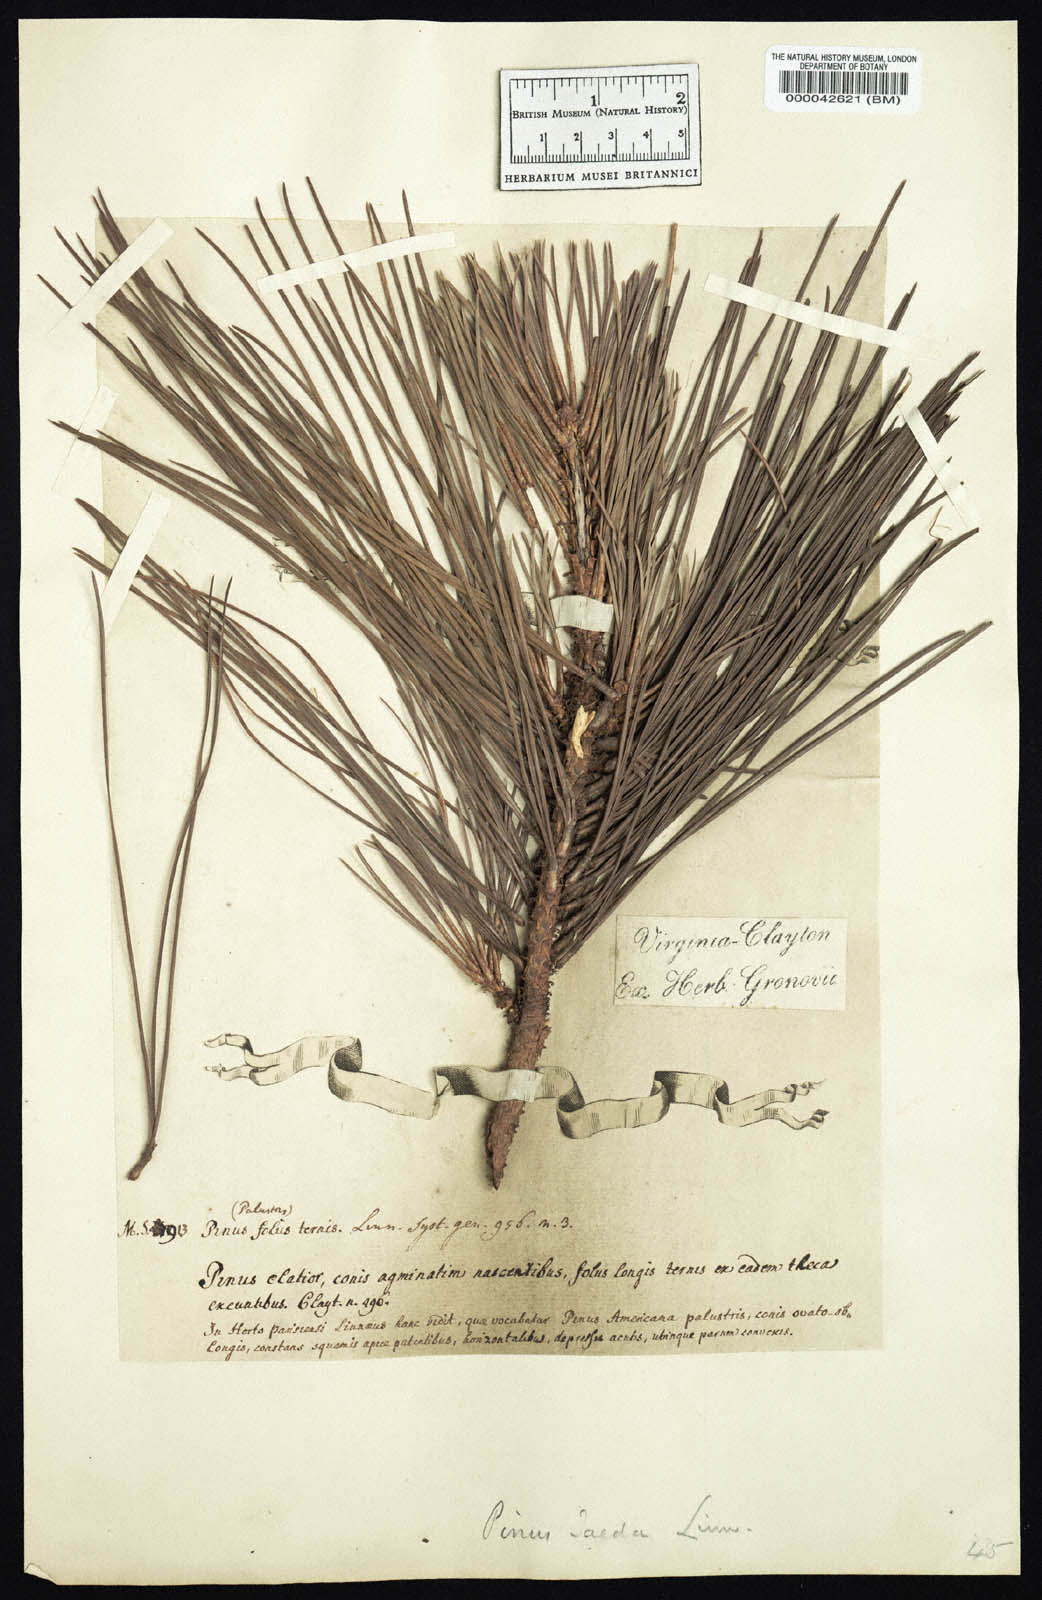 THE NATURAL HISTORY MUSEUM, LONDON
DEPARTMENT OF BOTANY
000042621 (BM)
1 2
BRITISH MUSEUM (NATURAL HISTORY)
1 2 3 4 5
HERBARIUM MUSEI BRITANNICI
Virginia-Clayton
Ex Herb. Gronovii
(Palustris)
Pinus foliis ternis. Linn. Syst. gen. 956. n. 3.
Pinus elatior, conis agminatim nascentibus, foliis longis ternis ex eadem theca
exeuntibus. Clayt. n. 496.
In Horto parisiensi Linnæus hanc vidit, quæ vocabatur Pinus Americana palustris, conis ovato-ob,
longis, constans squamis apice patentibus, horizontalibus, depressis acutis, ubinque parum convexis.
Pinus Taeda Linn.
45